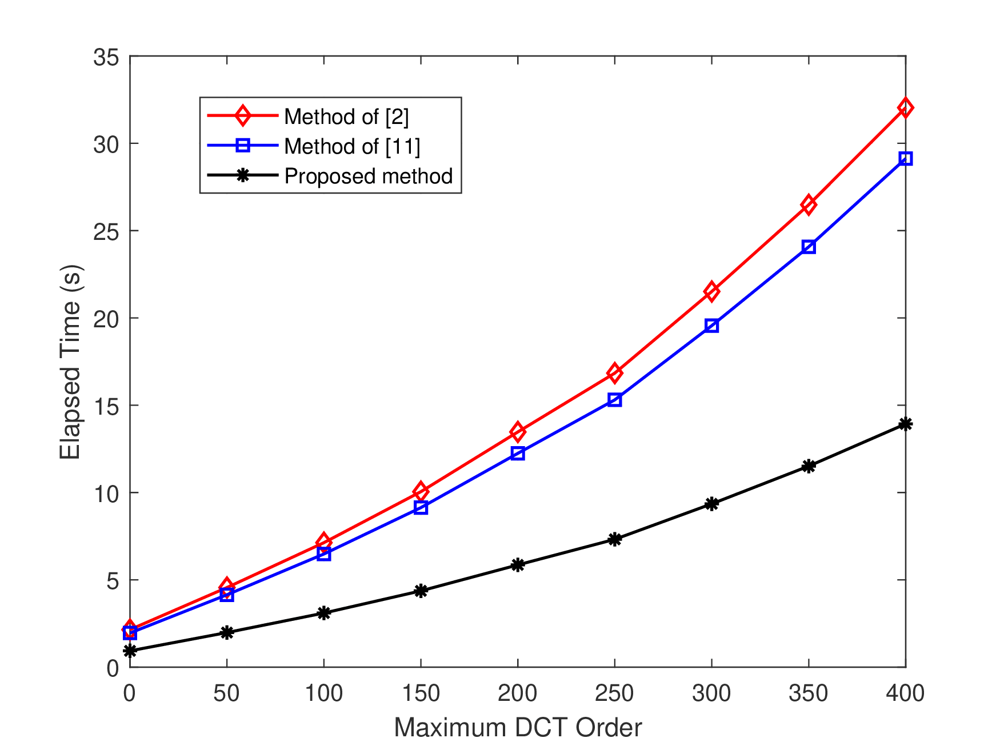 35
30
25
20
15
10
5
0
Elapsed Time (s)
Method of [2]
Method of [11]
Proposed method
0 50 100 150 200 250 300 350 400
Maximum DCT Order